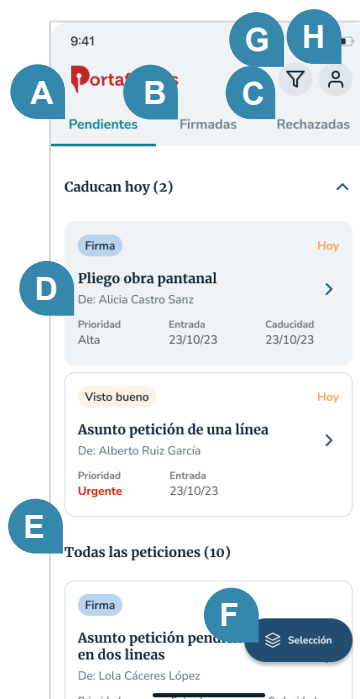 9:41
G
H
A
B
C
Pendientes Firmadas Rechazadas
Caducan hoy (2)
Firma Hoy
D
Pliego obra pantanal
De: Alicia Castro Sanz
Prioridad Entrada Caducidad
Alta 23/10/23 23/10/23
Visto bueno Hoy
Asunto petición de una línea
De: Alberto Ruiz García
Prioridad Entrada
Urgente 23/10/23
E
Todas las peticiones (10)
Firma
F
Selección
Asunto petición
en dos lineas
De: Lola Cáceres López